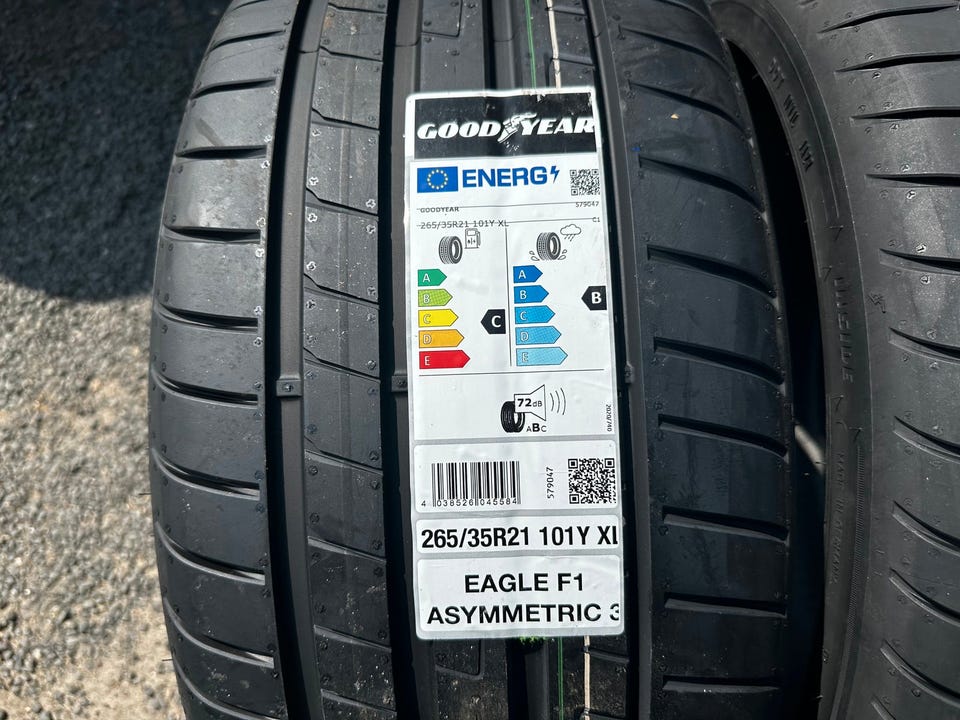 GOODYEAR
ENERG
GOODYEAR 579047
265/35R21 101Y XL C1
A A
B B B
C C C
D D
E E
72dB
ABC
2020/740
4 038526 045584
579047
265/35R21 101Y XL
EAGLE F1
ASYMMETRIC 3
INSIDE